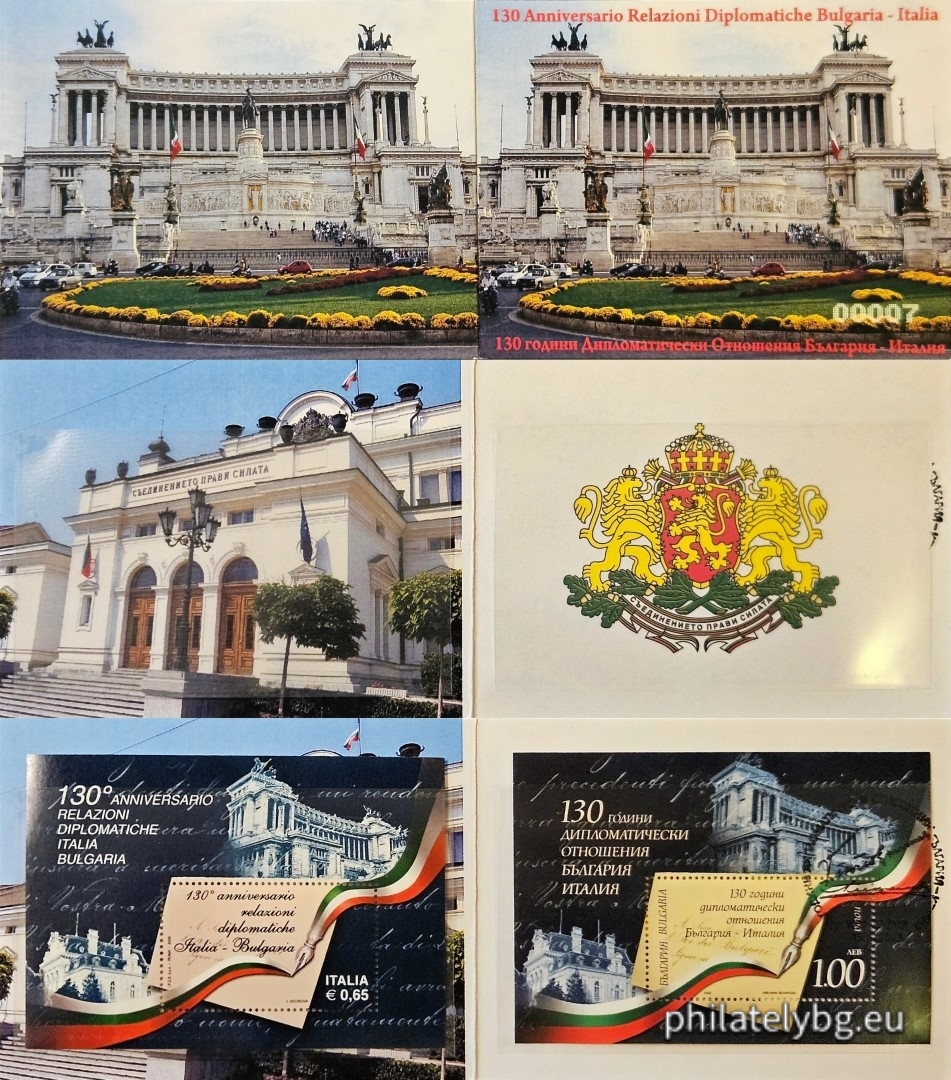 130 Anniversario Relazioni Diplomatiche Bulgaria - Italia
00007
130 години Дипломатически Отношения България - Италия
СЪЕДИНЕНИЕТО ПРАВИ СИЛАТА
СЪЕДИНЕНИЕТО ПРАВИ СИЛАТА
130° ANNIVERSARIO
RELAZIONI
DIPLOMATICHE
ITALIA
BULGARIA
130° anniversario
relazioni
diplomatiche
Italia - Bulgaria
ITALIA
€ 0,65
precedenti
130 ГОДИНИ
ДИПЛОМАТИЧЕСКИ
ОТНОШЕНИЯ
БЪЛГАРИЯ
ИТАЛИЯ
130 години
дипломатически
отношения
България - Италия
БЪЛГАРИЯ BULGARIA
ПОЩА
ЛЕВ
1.00
philatelybg.eu